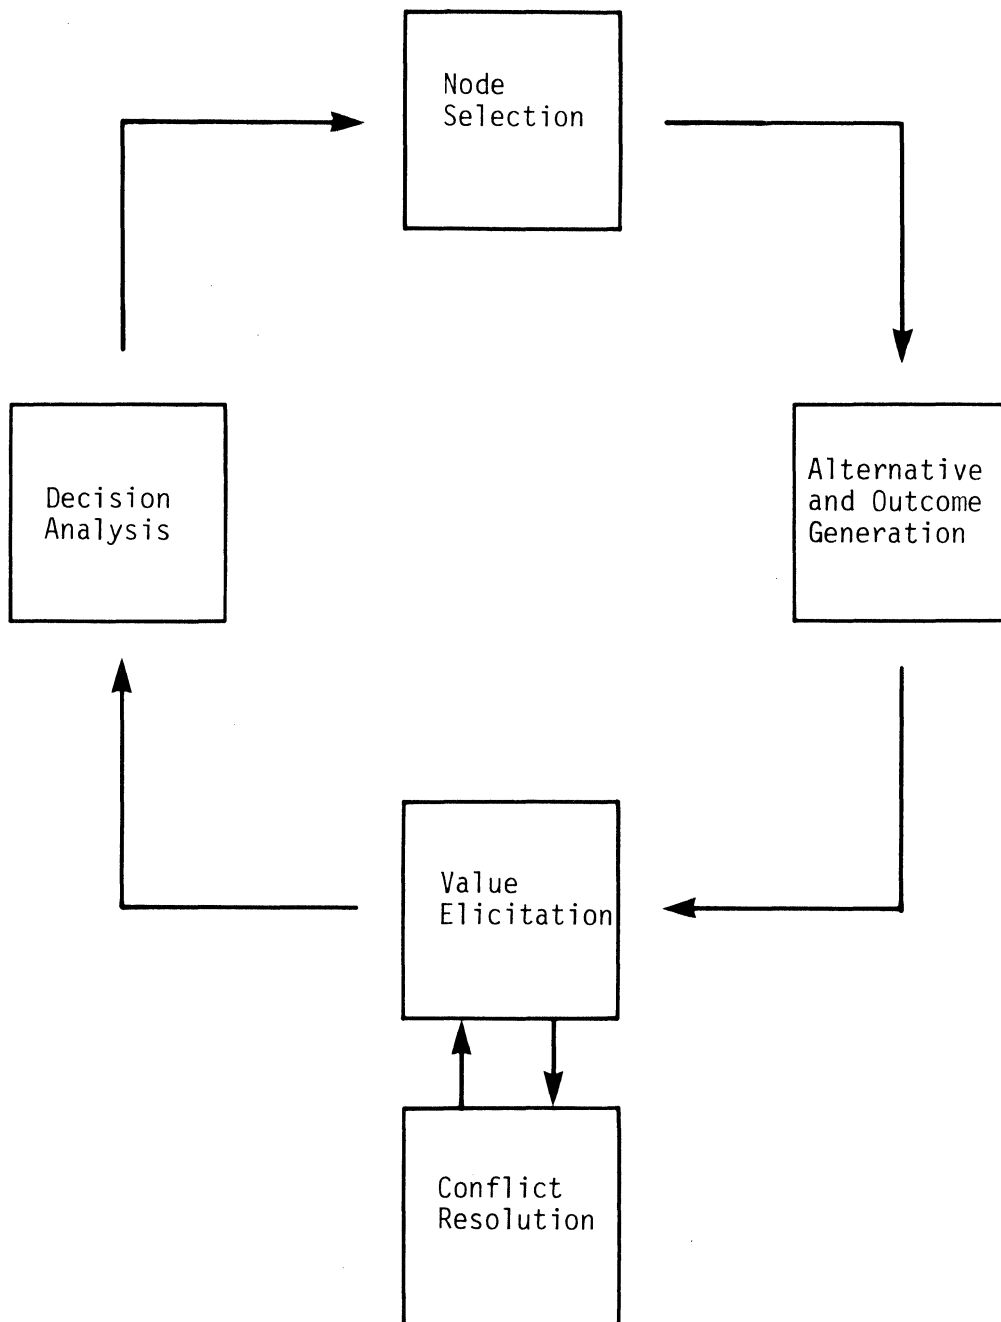 Node
Selection
Alternative
and Outcome
Generation
Decision
Analysis
Value
Elicitation
Conflict
Resolution